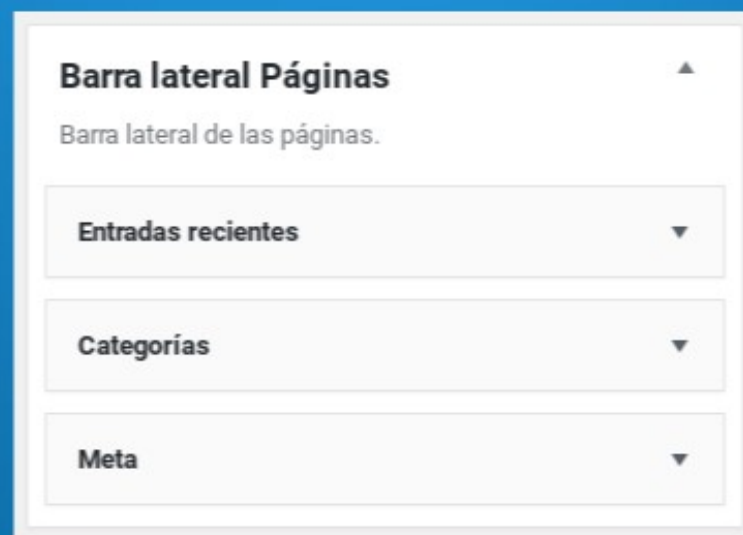 Barra lateral Páginas
Barra lateral de las páginas.
Entradas recientes
Categorías
Meta